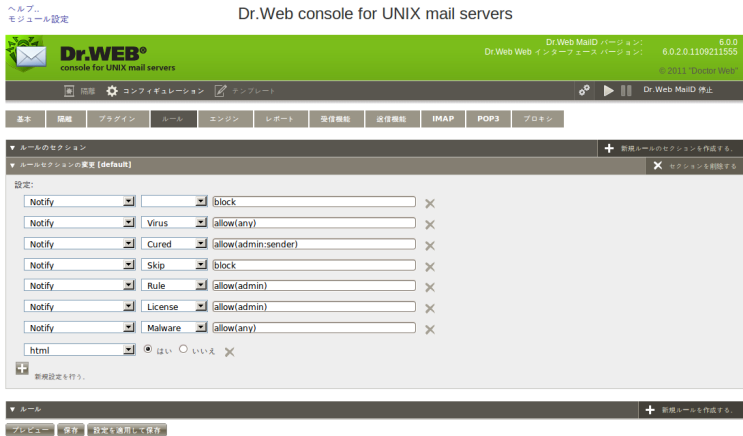 ヘルプ..
モジュール設定
Dr.Web console for UNIX mail servers
Dr.WEB®
console for UNIX mail servers
Dr.Web MailD バージョン: 6.0.0
Dr.Web Web インターフェース バージョン: 6.0.2.0.1109211555
© 2011 "Doctor Web"
隔離 コンフィギュレーション テンプレート Dr.Web MailD 停止
基本 隔離 プラグイン ルール エンジン レポート 受信機能 送信機能 IMAP POP3 プロキシ
▼ ルールのセクション 新規ルールのセクションを作成する。
▼ ルールセクションの変更 [default] セクションを削除する
設定:
Notify block
Notify Virus allow(any)
Notify Cured allow(admin:sender)
Notify Skip block
Notify Rule allow(admin)
Notify License allow(admin)
Notify Malware allow(any)
html はい いいえ
新規設定を行う。
▼ ルール 新規ルールを作成する。
プレビュー 保存 設定を適用して保存